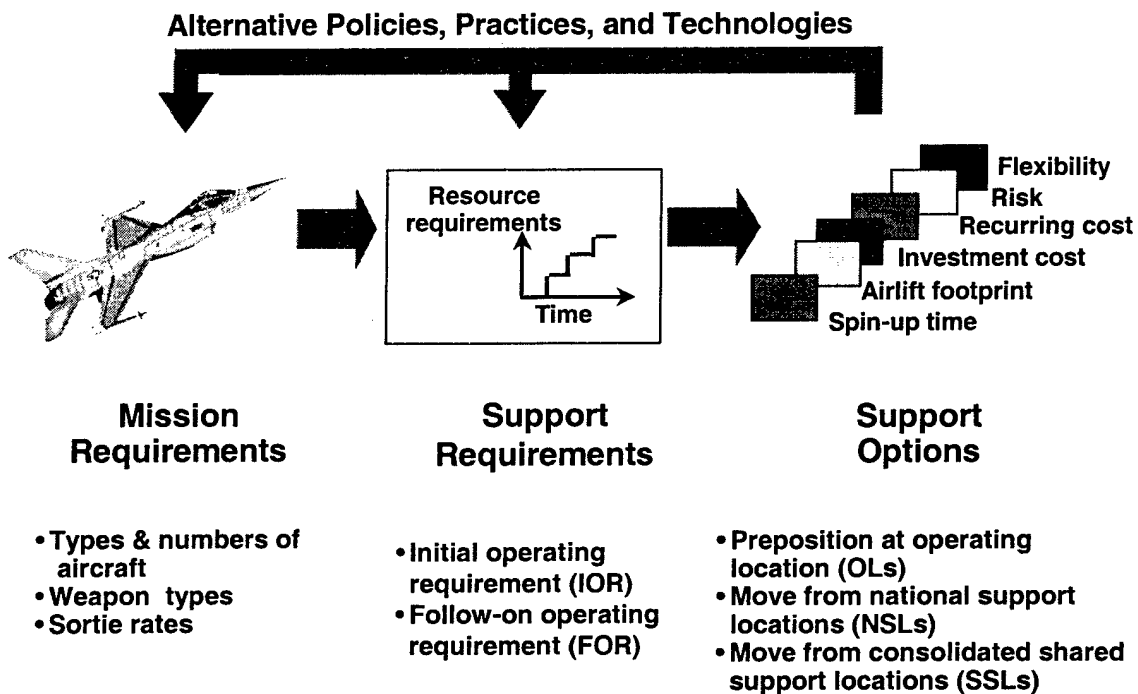 Alternative Policies, Practices, and Technologies
Resource
requirements
Time
Flexibility
Risk
Recurring cost
Investment cost
Airlift footprint
Spin-up time
Mission
Requirements
• Types & numbers of
aircraft
• Weapon types
• Sortie rates
Support
Requirements
• Initial operating
requirement (IOR)
• Follow-on operating
requirement (FOR)
Support
Options
• Preposition at operating
location (OLs)
• Move from national support
locations (NSLs)
• Move from consolidated shared
support locations (SSLs)